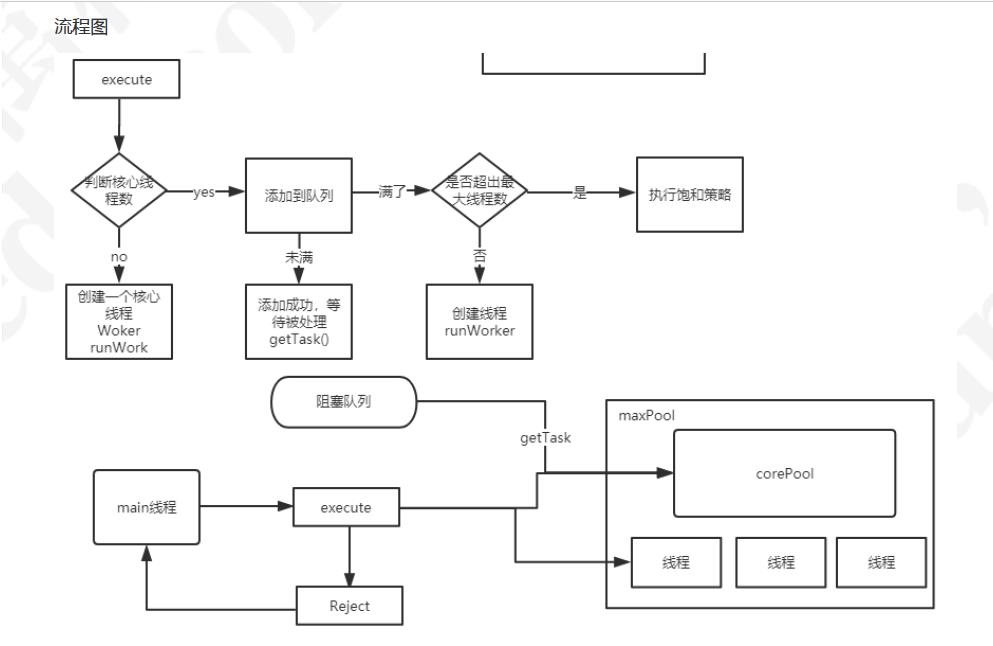 流程图
execute
判断核心线
程数
yes
添加到队列
满了
是否超出最
大线程数
是
执行饱和策略
no
未满
否
创建一个核心
线程
Woker
runWork
添加成功，等
待被处理
getTask()
创建线程
runWorker
阻塞队列
getTask
maxPool
corePool
main线程
execute
线程
线程
线程
Reject